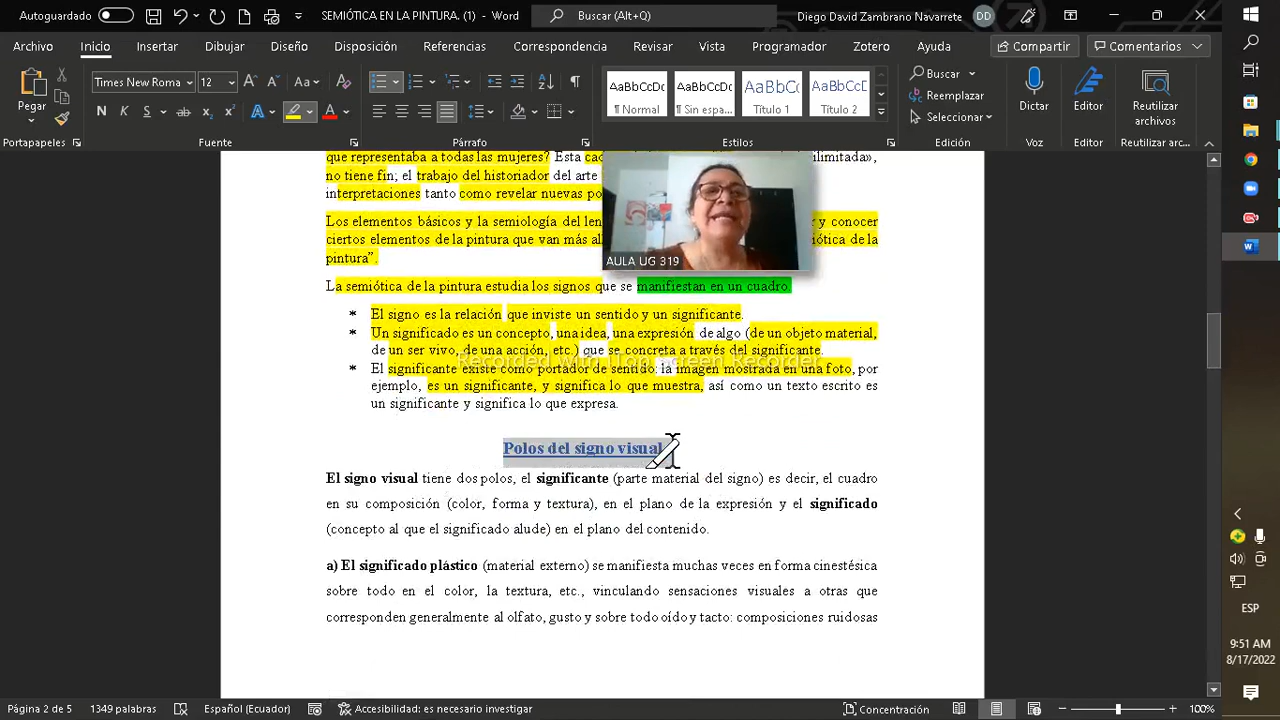 Autoguardado
SEMIÓTICA EN LA PINTURA. (1) - Word
Buscar (Alt+Q)
Diego David Zambrano Navarrete
DD
Archivo Inicio Insertar Dibujar Diseño Disposición Referencias Correspondencia Revisar Vista Programador Zotero Ayuda Compartir Comentarios
Pegar
Times New Roma 12
AaBbCcDc
¶ Normal
AaBbCcDc
¶ Sin espa...
AaBbC
Título 1
AaBbCcD
Título 2
Buscar
Reemplazar
Seleccionar
Dictar
Editor
Reutilizar
archivos
Portapapeles Fuente Párrafo Estilos Edición Voz Editor Reutilizar arc...
que representaba a todas las mujeres? Esta ilimitada»,
no tiene fin; el trabajo del historiador del arte
interpretaciones tanto como revelar nuevas
Los elementos básicos y la semiología del y conocer
ciertos elementos de la pintura que van más de la
pintura”.
AULA UG 319
La semiótica de la pintura estudia los signos que se manifiestan en un cuadro.
* El signo es la relación que inviste un sentido y un significante.
* Un significado es un concepto, una idea, una expresión de algo (de un objeto material,
de un ser vivo, de una acción, etc.) que se concreta a través del significante.
Recorded with iTop screen Recorder
* El significante existe como portador de sentido: la imagen mostrada en una foto, por
ejemplo, es un significante, y significa lo que muestra, así como un texto escrito es
un significante y significa lo que expresa.
Polos del signo visual
El signo visual tiene dos polos, el significante (parte material del signo) es decir, el cuadro
en su composición (color, forma y textura), en el plano de la expresión y el significado
(concepto al que el significado alude) en el plano del contenido.
a) El significado plástico (material externo) se manifiesta muchas veces en forma cinestésica
sobre todo en el color, la textura, etc., vinculando sensaciones visuales a otras que
corresponden generalmente al olfato, gusto y sobre todo oído y tacto: composiciones ruidosas
ESP
9:51 AM
8/17/2022
Página 2 de 5 1349 palabras Español (Ecuador) Accesibilidad: es necesario investigar Concentración 100%